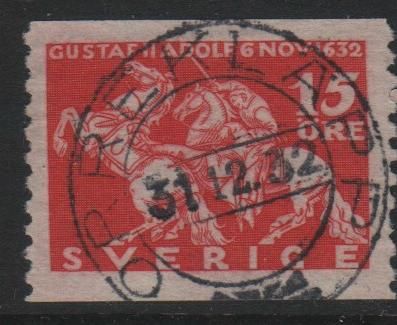 GUSTAF II ADOLF 6 NOV. 1632
15
ÖRE
31 12.32
SVERIGE